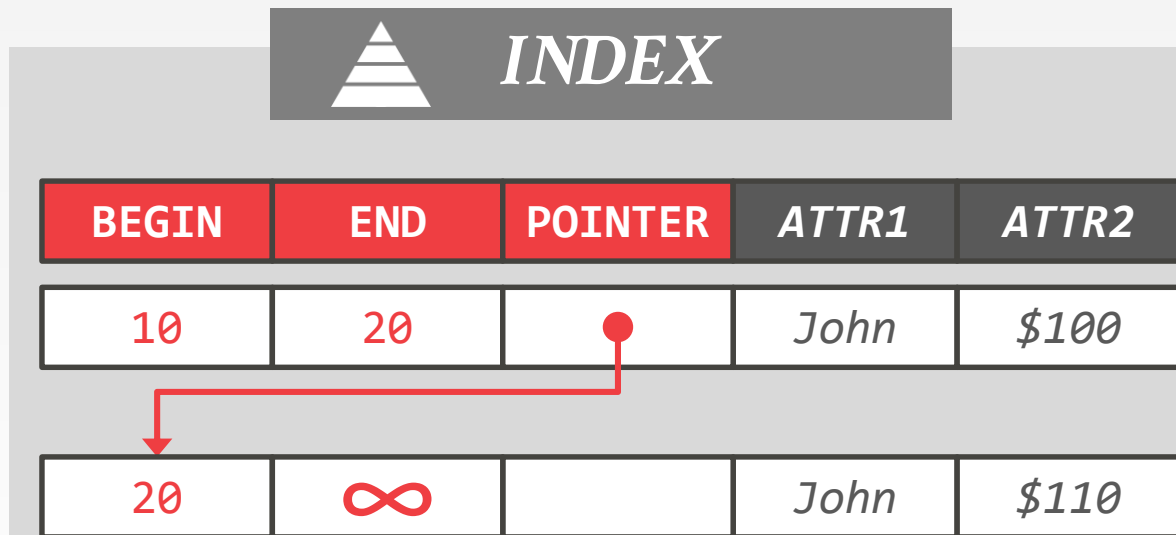 INDEX
BEGIN END POINTER ATTR1 ATTR2
10 20 John $100
20 ∞ John $110